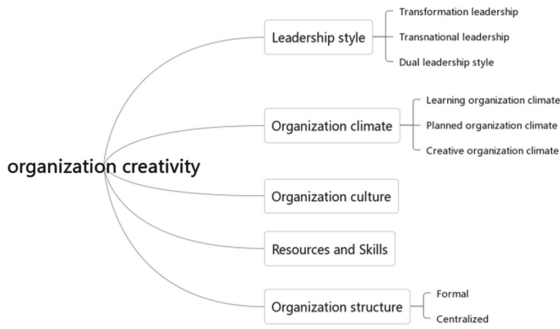 organization creativity
Leadership style
Transformation leadership
Transnational leadership
Dual leadership style
Organization climate
Learning organization climate
Planned organization climate
Creative organization climate
Organization culture
Resources and Skills
Organization structure
Formal
Centralized